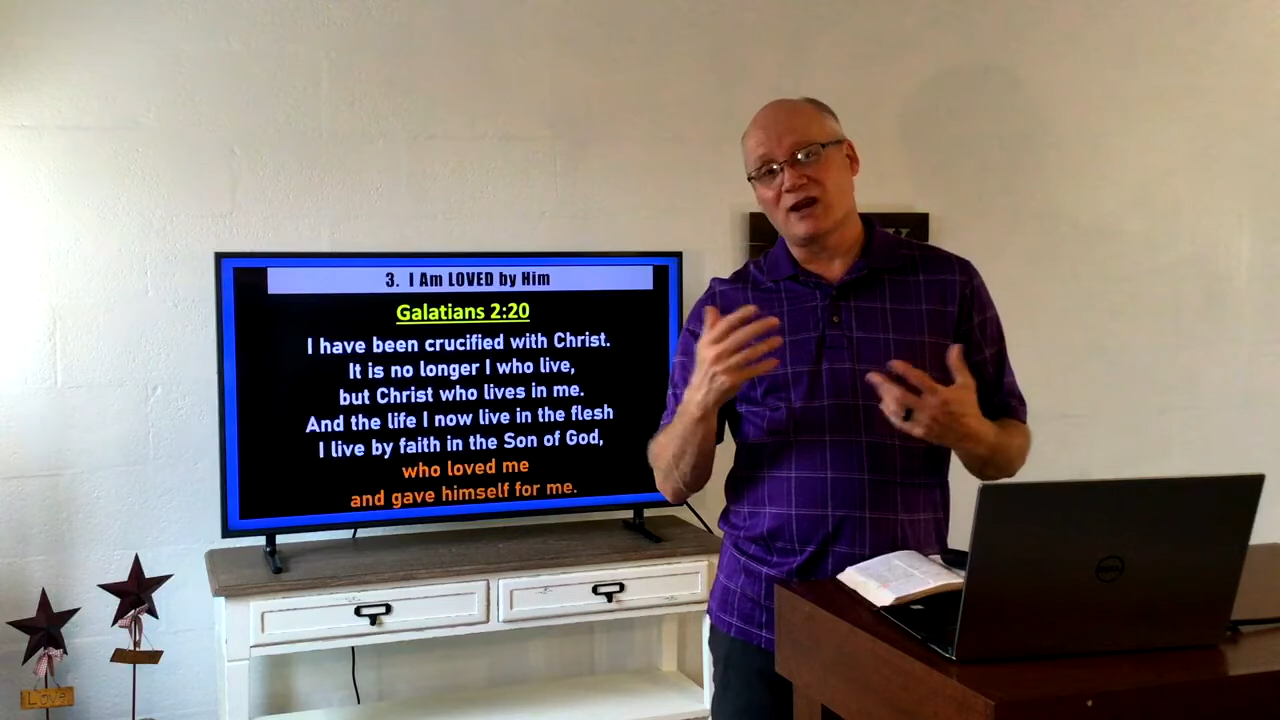 3. I Am LOVED by Him
Galatians 2:20
I have been crucified with Christ.
It is no longer I who live,
but Christ who lives in me.
And the life I now live in the flesh
I live by faith in the Son of God,
who loved me
and gave himself for me.
DELL
Love